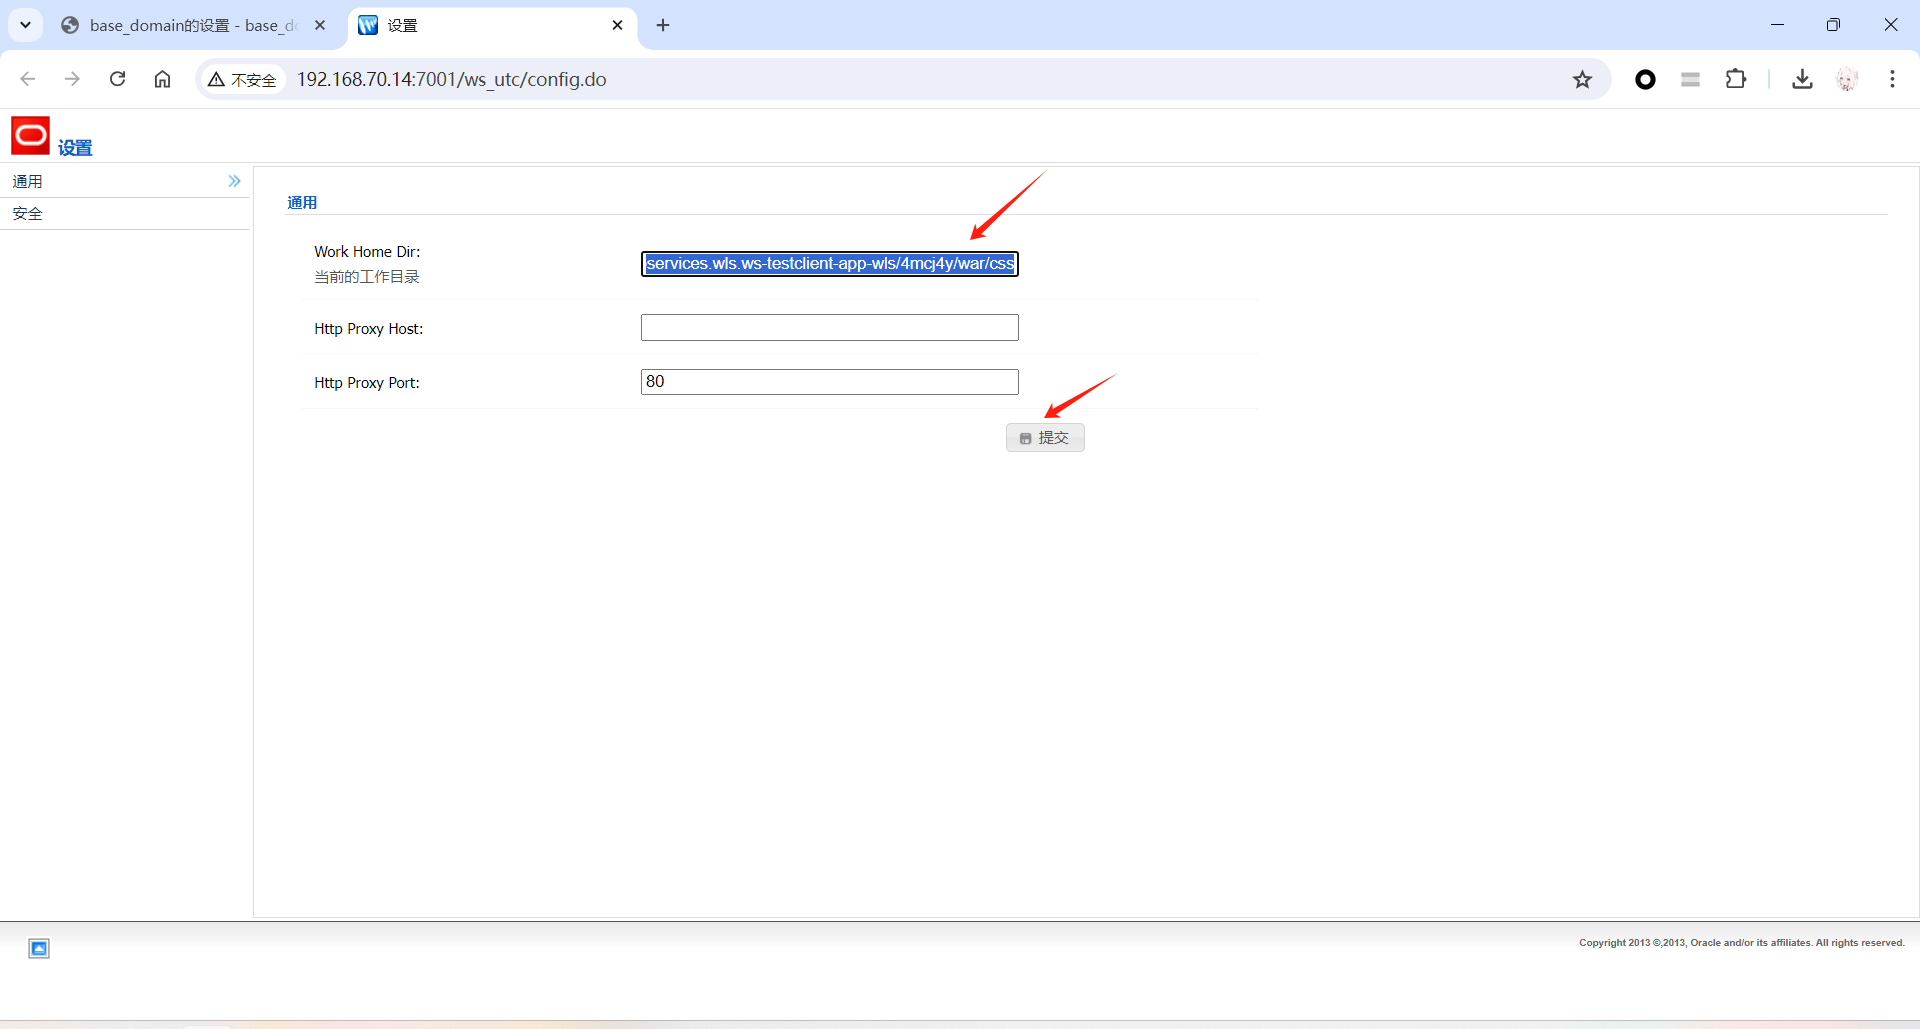 base_domain的设置 - base_d
设置
不安全
192.168.70.14:7001/ws_utc/config.do
设置
通用
安全
通用
Work Home Dir:
当前的工作目录
services.wls.ws-testclient-app-wls/4mcj4y/war/css
Http Proxy Host:
Http Proxy Port:
80
提交
Copyright 2013 ©,2013, Oracle and/or its affiliates. All rights reserved.